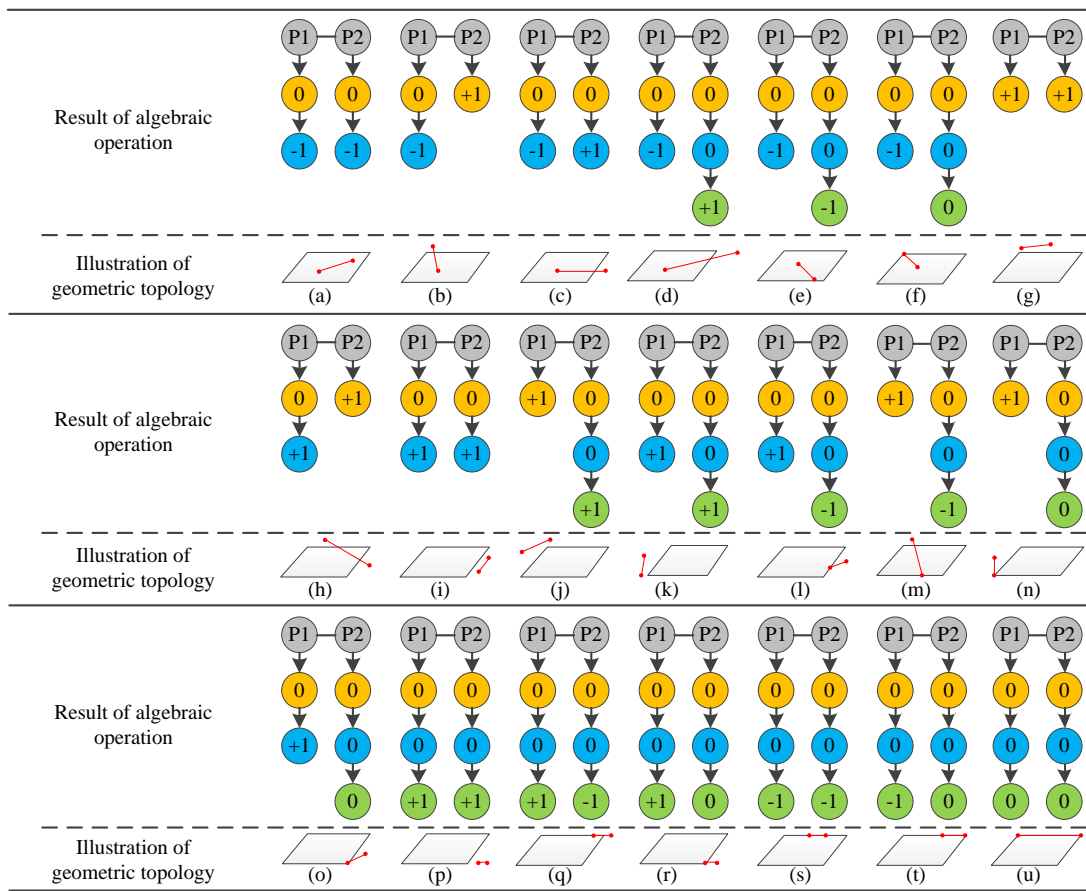 P1 P2 P1 P2 P1 P2 P1 P2 P1 P2 P1 P2 P1 P2
0 0 0 +1 0 0 0 0 0 0 0 0 +1 +1
Result of algebraic
operation
-1 -1 -1 -1 +1 -1 0 -1 0 -1 0
+1 -1 0
Illustration of
geometric topology
(a) (b) (c) (d) (e) (f) (g)
P1 P2 P1 P2 P1 P2 P1 P2 P1 P2 P1 P2 P1 P2
0 +1 0 0 +1 0 0 0 0 0 +1 0 +1 0
Result of algebraic
operation
+1 +1 +1 0 +1 0 +1 0 0 0
+1 +1 -1 -1 0
Illustration of
geometric topology
(h) (i) (j) (k) (l) (m) (n)
P1 P2 P1 P2 P1 P2 P1 P2 P1 P2 P1 P2 P1 P2
0 0 0 0 0 0 0 0 0 0 0 0 0 0
Result of algebraic
operation
+1 0 0 0 0 0 0 0 0 0 0 0 0 0
0 +1 +1 +1 -1 +1 0 -1 -1 -1 0 0 0
Illustration of
geometric topology
(o) (p) (q) (r) (s) (t) (u)